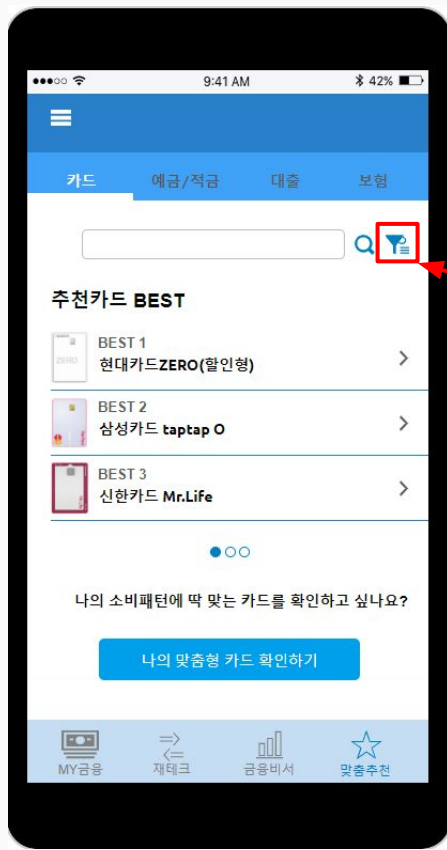 9:41 AM
42%
카드
예금/적금
대출
보험
추천카드 BEST
BEST 1
현대카드ZERO(할인형)
BEST 2
삼성카드 taptap O
BEST 3
신한카드 Mr.Life
나의 소비패턴에 딱 맞는 카드를 확인하고 싶나요?
나의 맞춤형 카드 확인하기
MY금융
재테크
금융비서
맞춤추천